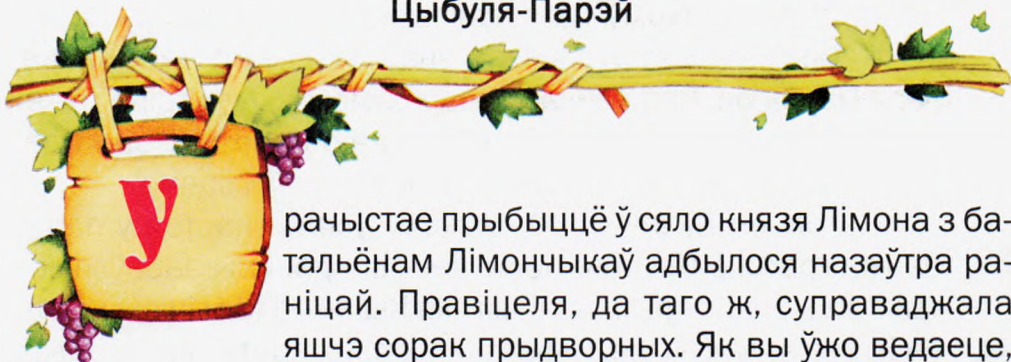 Цыбуля-Парэй
Урачыстае прыбыццё ў сяло князя Лімона з ба-
тальёнам Лімончыкаў адбылося назаўтра ра-
ніцай. Правіцеля, да таго ж, суправаджала
яшчэ сорак прыдворных. Як вы ўжо ведаеце,